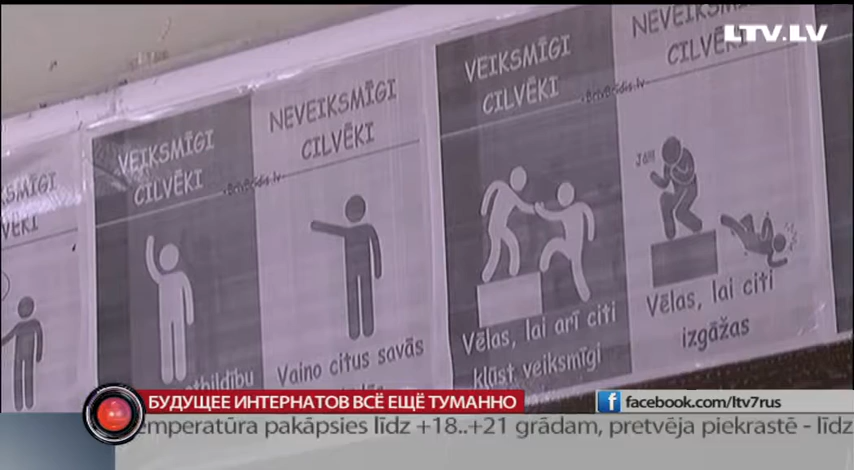 LTV.LV
VEIKSMĪGI
CILVĒKI
NEVEIKSMĪGI
CILVĒKI
VEIKSMĪGI
CILVĒKI
NEVEIKSMĪGI
CILVĒKI
Vaino citus savās
Vēlas, lai arī citi
kļūst veiksmīgi
Vēlas, lai citi
izgāžas
БУДУЩЕЕ ИНТЕРНАТОВ ВСЁ ЕЩЁ ТУМАННО
facebook.com/ltv7rus
emperatūra pakāpsies līdz +18..+21 grādam, pretvēja piekrastē - līdz